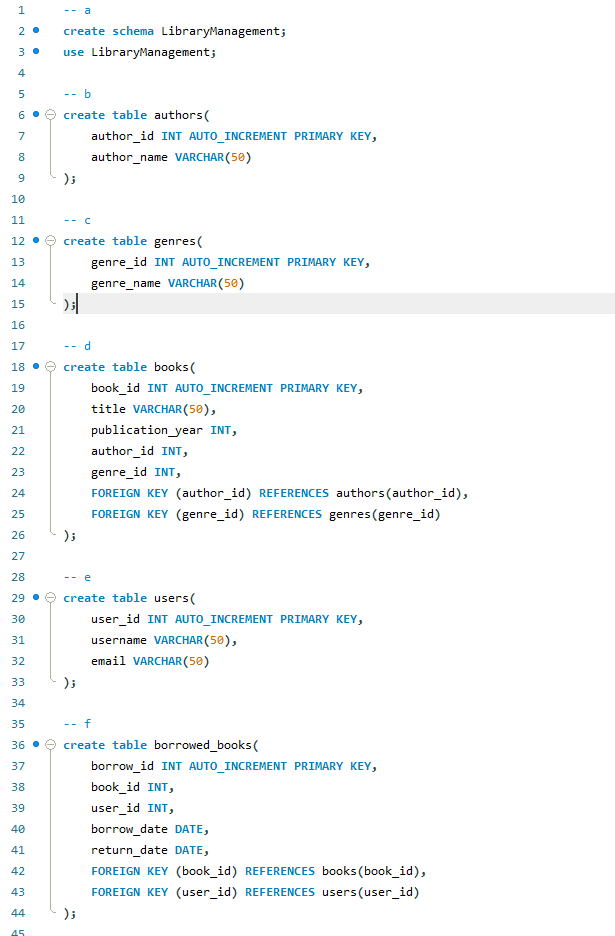 1 -- a
2 create schema LibraryManagement;
3 use LibraryManagement;
4
5 -- b
6 create table authors(
7 author_id INT AUTO_INCREMENT PRIMARY KEY,
8 author_name VARCHAR(50)
9 );
10
11 -- c
12 create table genres(
13 genre_id INT AUTO_INCREMENT PRIMARY KEY,
14 genre_name VARCHAR(50)
15 );
16
17 -- d
18 create table books(
19 book_id INT AUTO_INCREMENT PRIMARY KEY,
20 title VARCHAR(50),
21 publication_year INT,
22 author_id INT,
23 genre_id INT,
24 FOREIGN KEY (author_id) REFERENCES authors(author_id),
25 FOREIGN KEY (genre_id) REFERENCES genres(genre_id)
26 );
27
28 -- e
29 create table users(
30 user_id INT AUTO_INCREMENT PRIMARY KEY,
31 username VARCHAR(50),
32 email VARCHAR(50)
33 );
34
35 -- f
36 create table borrowed_books(
37 borrow_id INT AUTO_INCREMENT PRIMARY KEY,
38 book_id INT,
39 user_id INT,
40 borrow_date DATE,
41 return_date DATE,
42 FOREIGN KEY (book_id) REFERENCES books(book_id),
43 FOREIGN KEY (user_id) REFERENCES users(user_id)
44 );
45